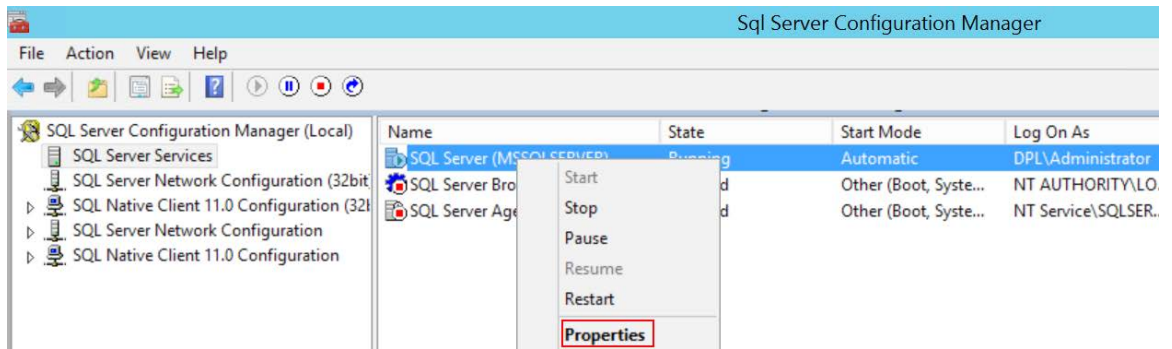 Sql Server Configuration Manager
File Action View Help
SQL Server Configuration Manager (Local)
SQL Server Services
SQL Server Network Configuration (32bit
SQL Native Client 11.0 Configuration (32b
SQL Server Network Configuration
SQL Native Client 11.0 Configuration
Name State Start Mode Log On As
SQL Server (MSSQLSERVER) Running Automatic DPL\Administrator
SQL Server Bro d Other (Boot, Syste... NT AUTHORITY\LO.
SQL Server Age d Other (Boot, Syste... NT Service\SQLSER..
Start
Stop
Pause
Resume
Restart
Properties